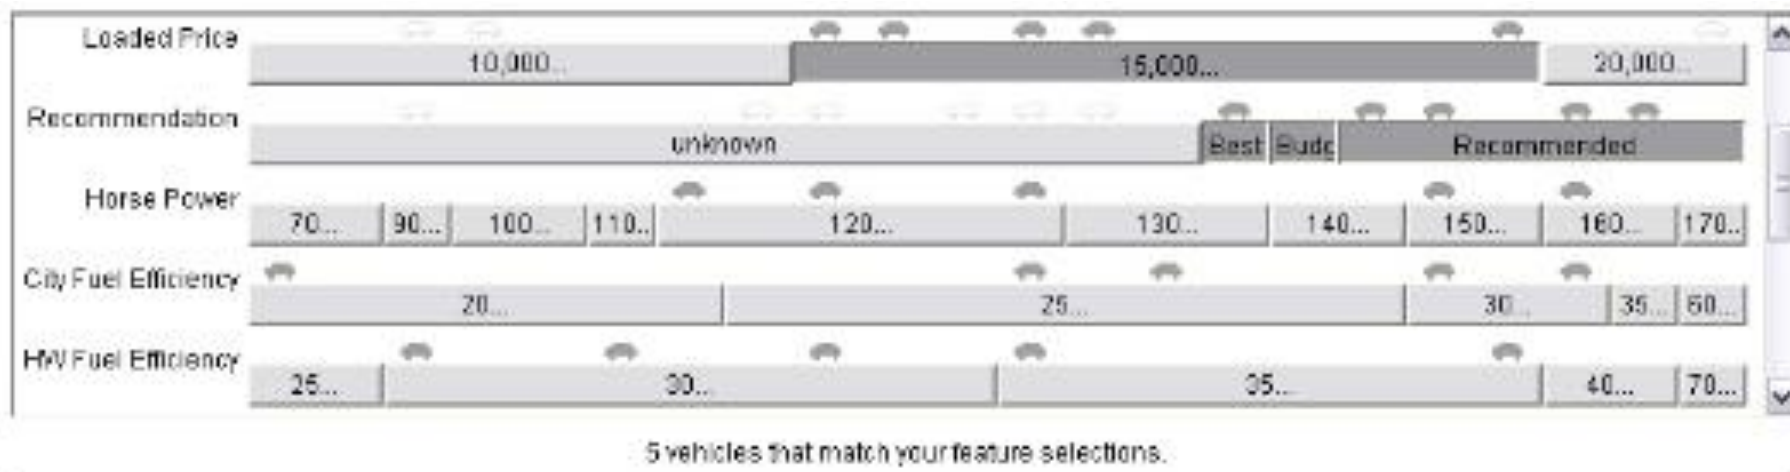 Loaded Price 10,000... 15,000... 20,000...
Recommendation unknown Best Budg Recommended
Horse Power 70... 90... 100... 110.. 120... 130... 140... 150... 160... 170..
City Fuel Efficiency 20... 25... 30... 35... 60...
HW Fuel Efficiency 25... 30... 35... 40... 70...
5 vehicles that match your feature selections.